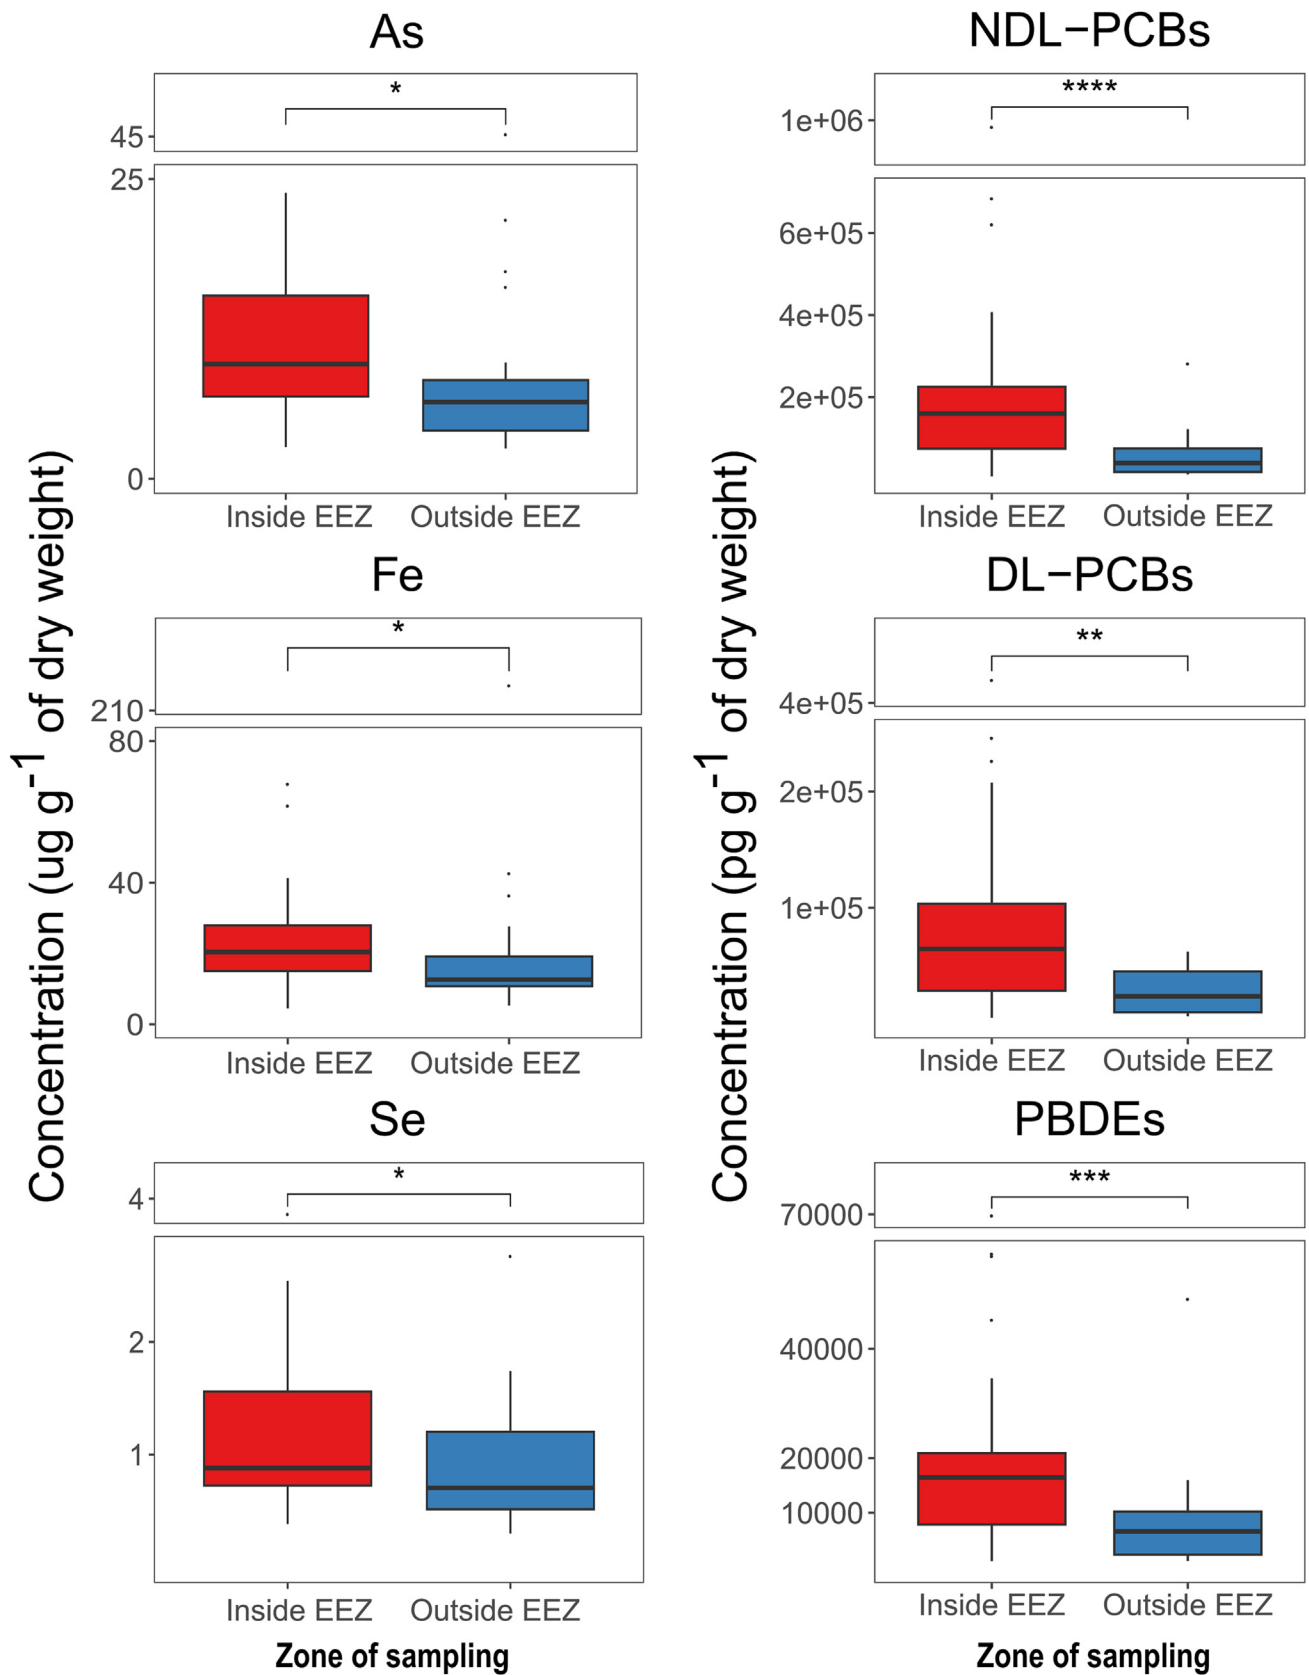 As
*
45
25
0
Inside EEZ Outside EEZ
Fe
*
210
80
40
0
Inside EEZ Outside EEZ
Se
*
4
2
1
Inside EEZ Outside EEZ
Zone of sampling
Concentration (ug g-1 of dry weight)
NDL−PCBs
****
1e+06
6e+05
4e+05
2e+05
Inside EEZ Outside EEZ
DL−PCBs
**
4e+05
2e+05
1e+05
Inside EEZ Outside EEZ
PBDEs
***
70000
40000
20000
10000
Inside EEZ Outside EEZ
Zone of sampling
Concentration (pg g-1 of dry weight)